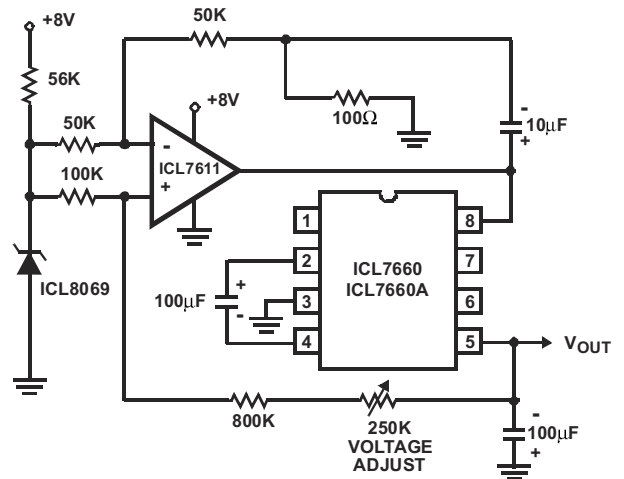 +8V
50K
56K
+8V
100Ω
-
10μF
+
50K
-
ICL7611
+
100K
1
8
2
ICL7660
ICL7660A
7
ICL8069
100μF
+
-
3
6
4
5
VOUT
800K
250K
VOLTAGE
ADJUST
-
100μF
+